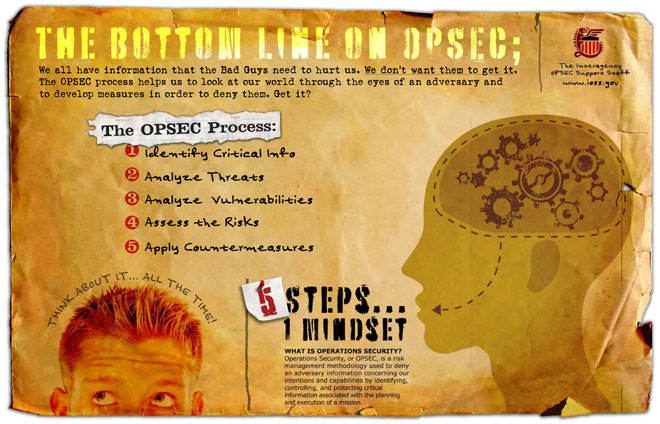 THE BOTTOM LINE ON OPSEC;
We all have information that the Bad Guys need to hurt us. We don't want them to get it.
The OPSEC process helps us to look at our world through the eyes of an adversary and
to develop measures in order to deny them. Get it?
The Interagency
OPSEC Support Staff
www.ioss.gov
The OPSEC Process:
1 Identify Critical Info
2 Analyze Threats
3 Analyze Vulnerabilities
4 Assess the Risks
5 Apply Countermeasures
THINK ABOUT IT... ALL THE TIME!
5 STEPS...
1 MINDSET
WHAT IS OPERATIONS SECURITY?
Operations Security, or OPSEC, is a risk
management methodology used to deny
an adversary information concerning our
intentions and capabilities by identifying,
controlling, and protecting critical
information associated with the planning
and execution of a mission.